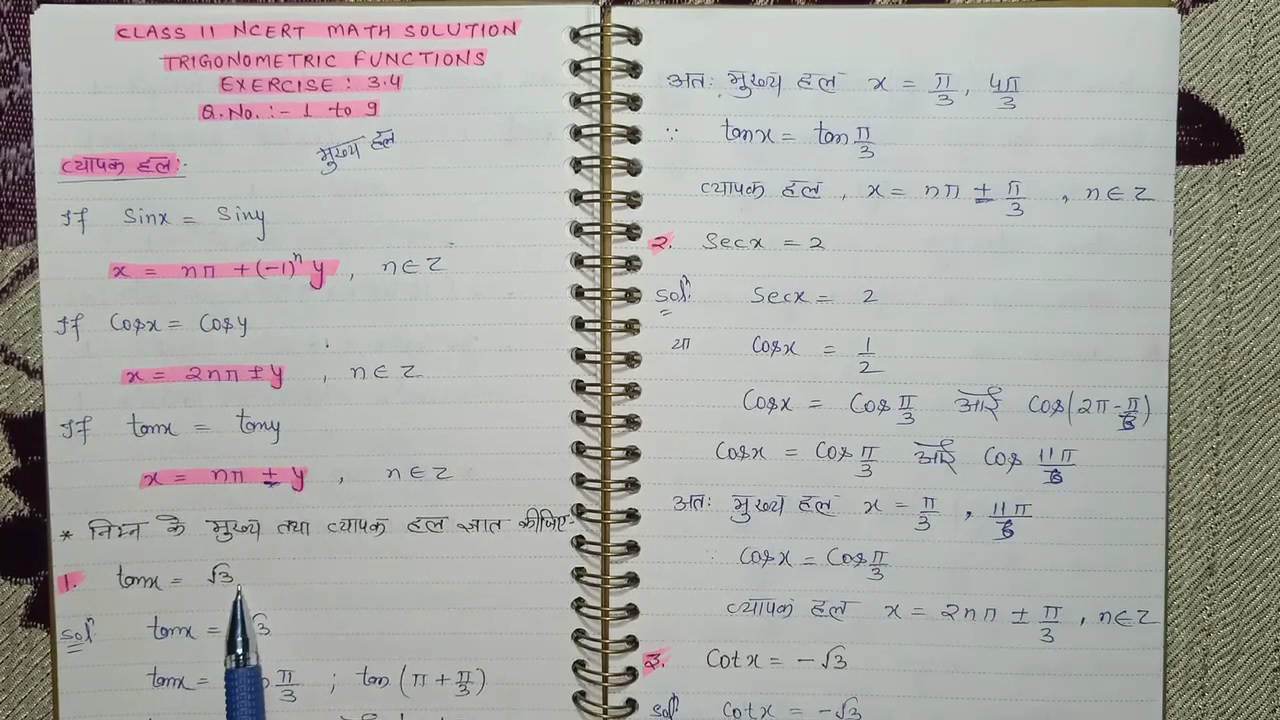 CLASS 11 NCERT MATH SOLUTION
TRIGONOMETRIC FUNCTIONS
EXERCISE : 3.4
Q.No. :- 1 to 9
व्यापक हल:-
मुख्य हल
If Sinx = Siny
x = nπ + (-1)ⁿ y , n∈Z
If Cosx = Cosy
x = 2nπ ± y , n∈Z
If tanx = tany
x = nπ ± y , n∈Z
* निम्न के मुख्य तथा व्यापक हल ज्ञात कीजिए-
1. tanx = √3
solⁿ tanx = 3
tanx = π/3 ; tan (π + π/3)
अतः मुख्य हल x = π/3, 4π/3
∵ tanx = tan π/3
व्यापक हल, x = nπ ± π/3 , n∈Z
2. Secx = 2
solⁿ: Secx = 2
या Cosx = 1/2
Cosx = Cos π/3 और Cos(2π - π/3)
Cosx = Cos π/3 और Cos 11π/3
अतः मुख्य हल x = π/3 , 11π/3
∵ Cosx = Cos π/3
व्यापक हल x = 2nπ ± π/3 , n∈Z
3. Cotx = -√3
solⁿ Cotx = -√3